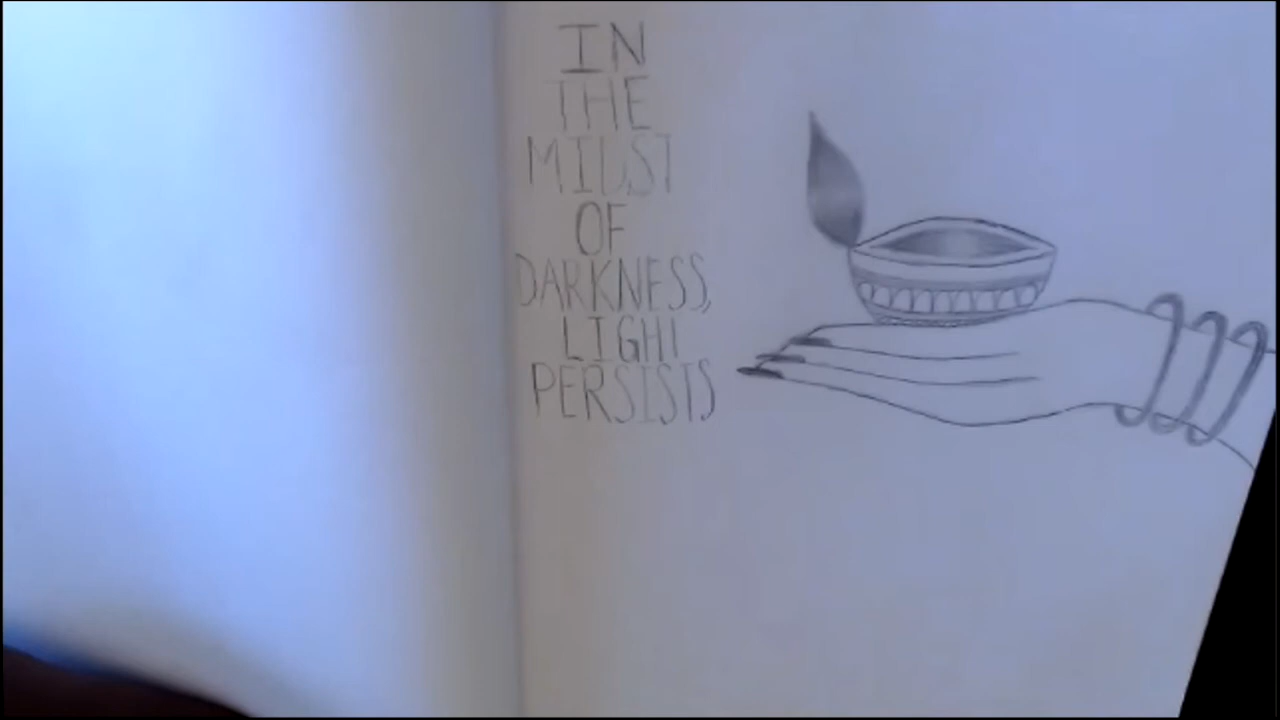 IN
THE
MIDST
OF
DARKNESS,
LIGHT
PERSISTS